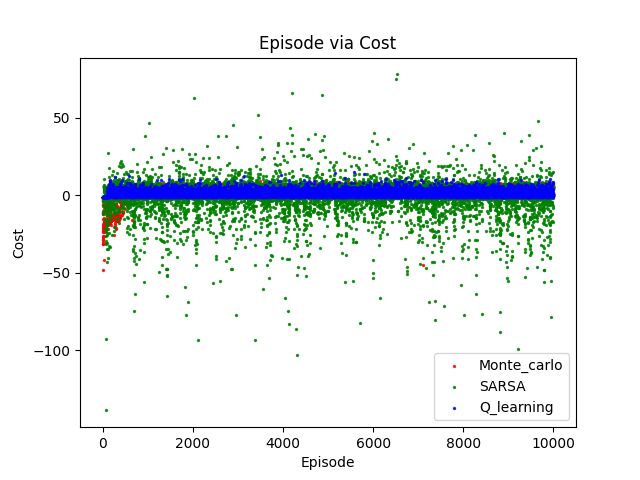 Episode via Cost
50
0
−50
−100
Cost
0 2000 4000 6000 8000 10000
Episode
Monte_carlo
SARSA
Q_learning